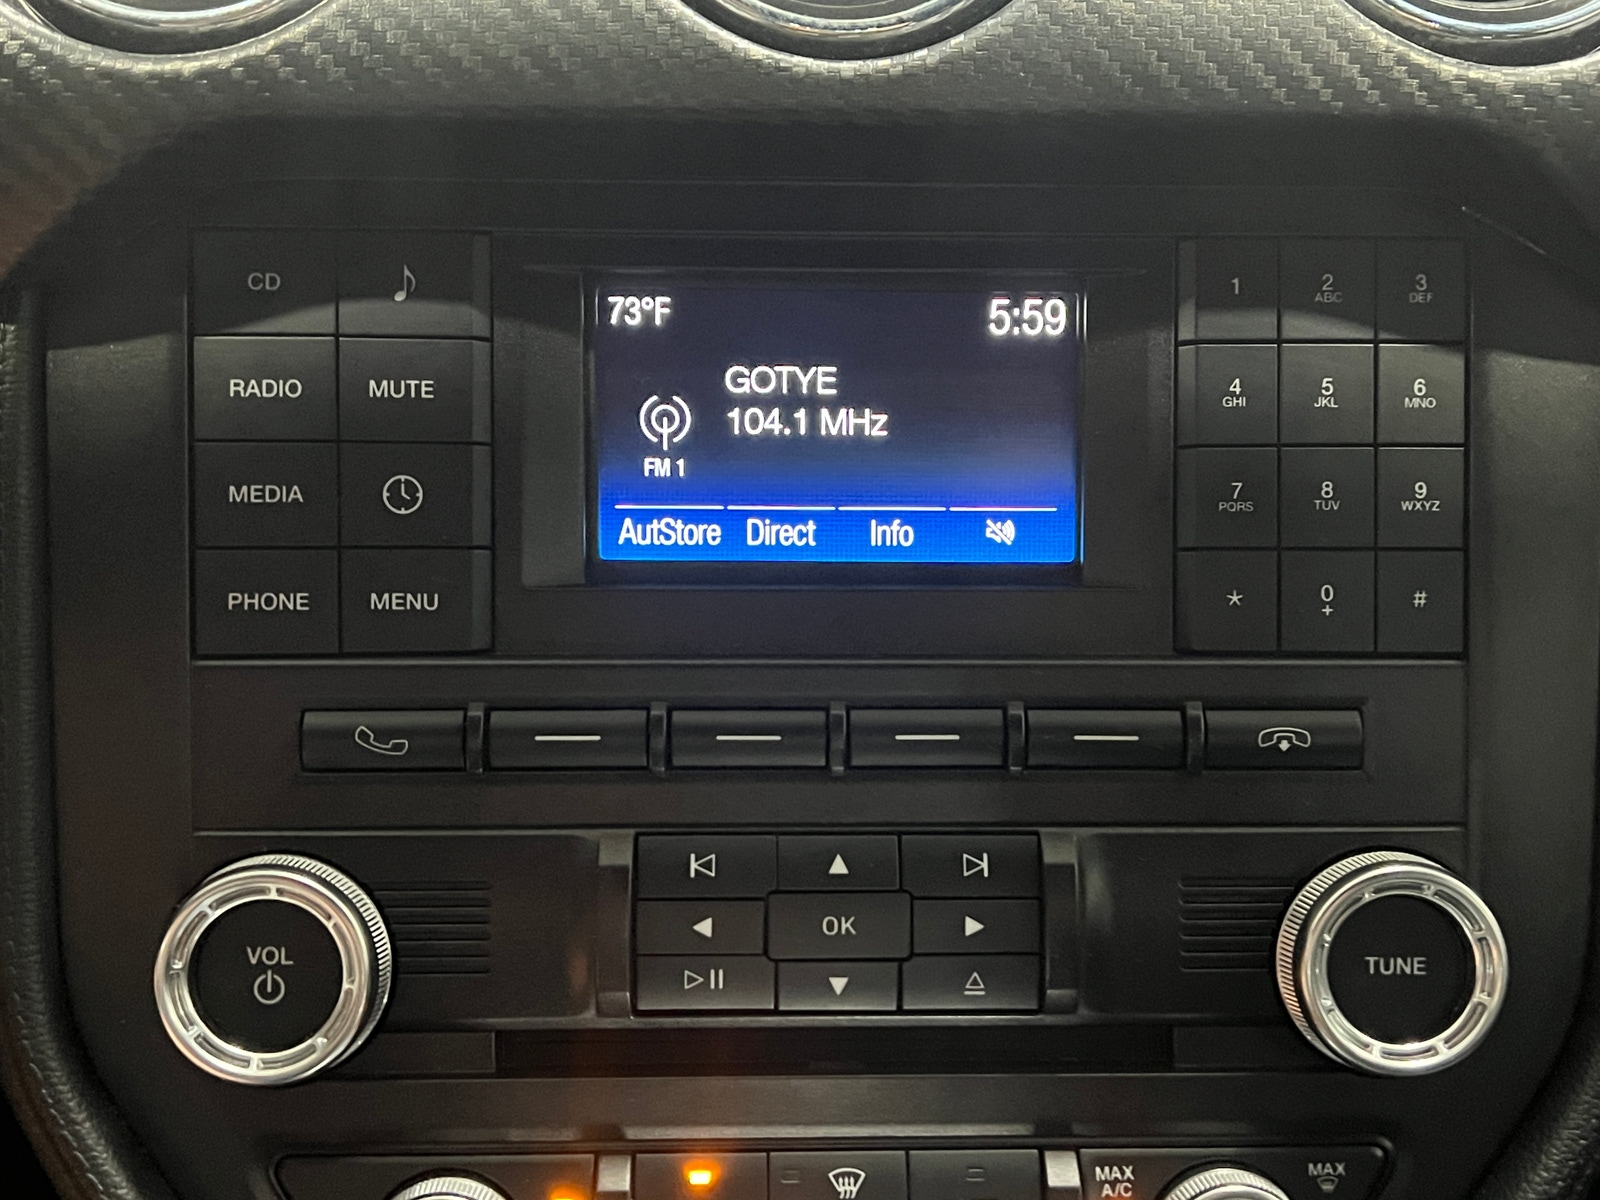 73°F
5:59
GOTYE
104.1 MHz
FM 1
AutStore Direct Info
CD
RADIO MUTE
MEDIA
PHONE MENU
1 2 ABC 3 DEF
4 GHI 5 JKL 6 MNO
7 PQRS 8 TUV 9 WXYZ
* 0 + #
VOL
OK
TUNE
MAX
A/C
MAX